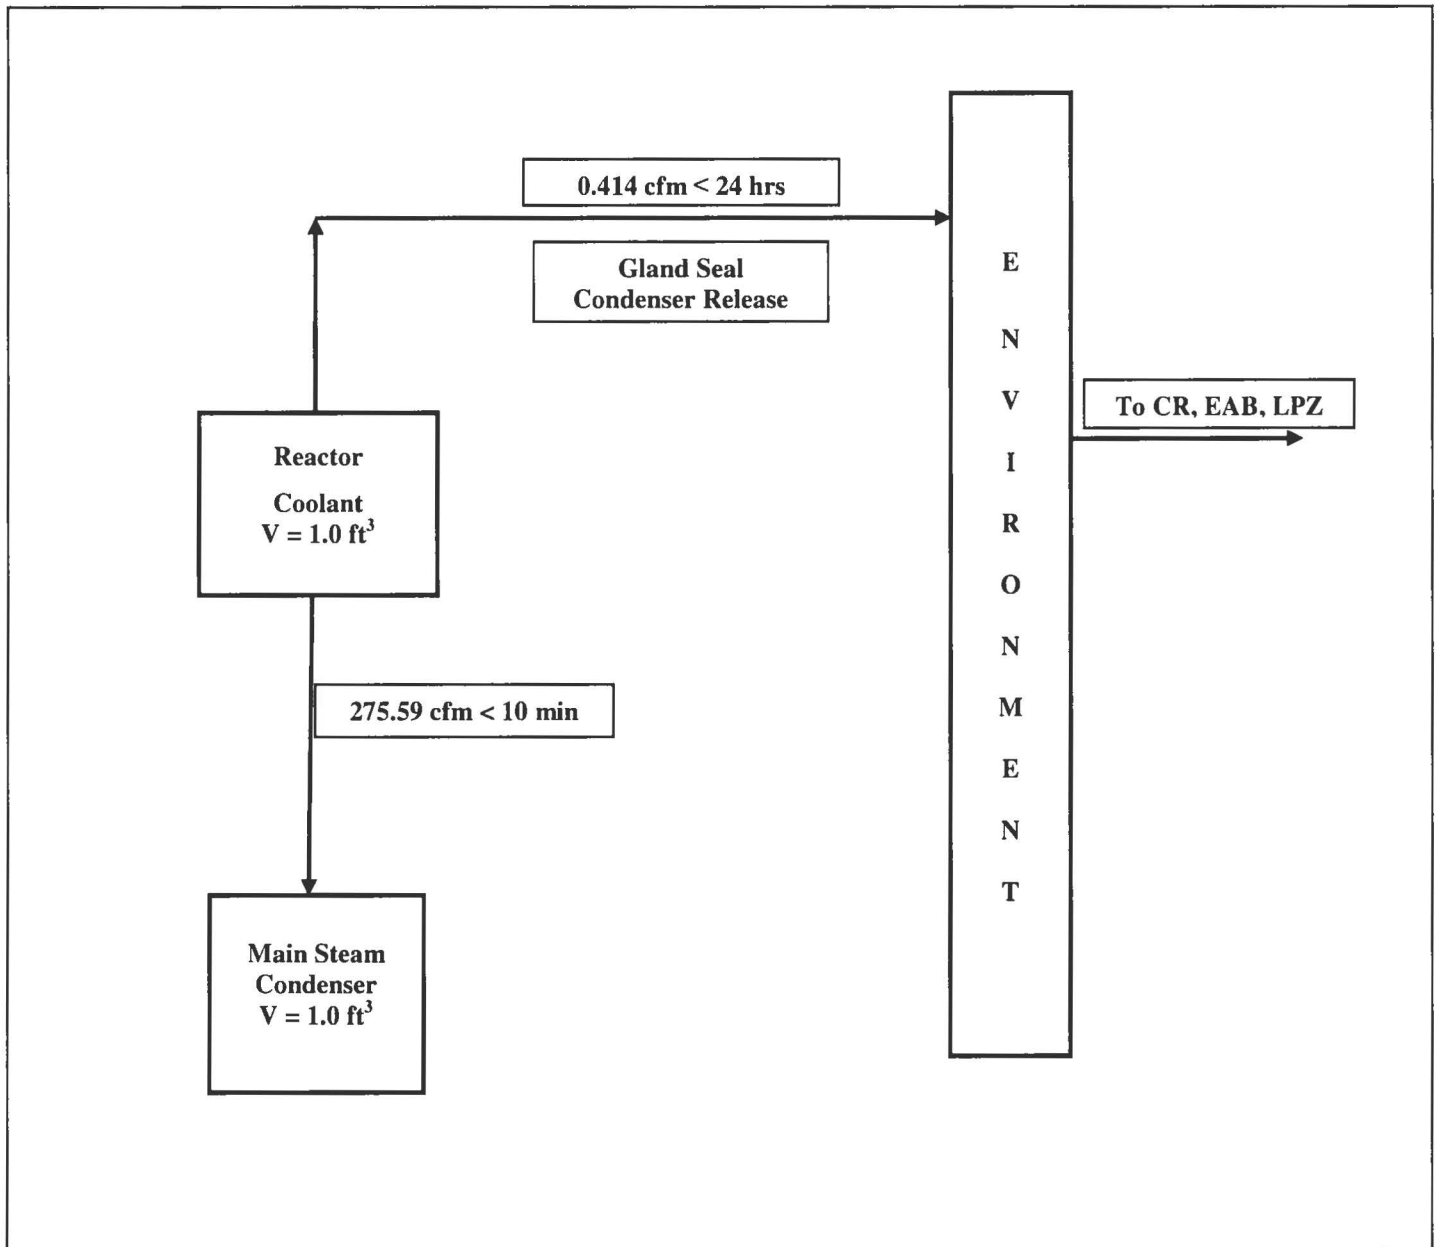 0.414 cfm < 24 hrs
Gland Seal
Condenser Release
E
N
V
I
R
O
N
M
E
N
T
To CR, EAB, LPZ
Reactor
Coolant
V = 1.0 ft³
275.59 cfm < 10 min
Main Steam
Condenser
V = 1.0 ft³